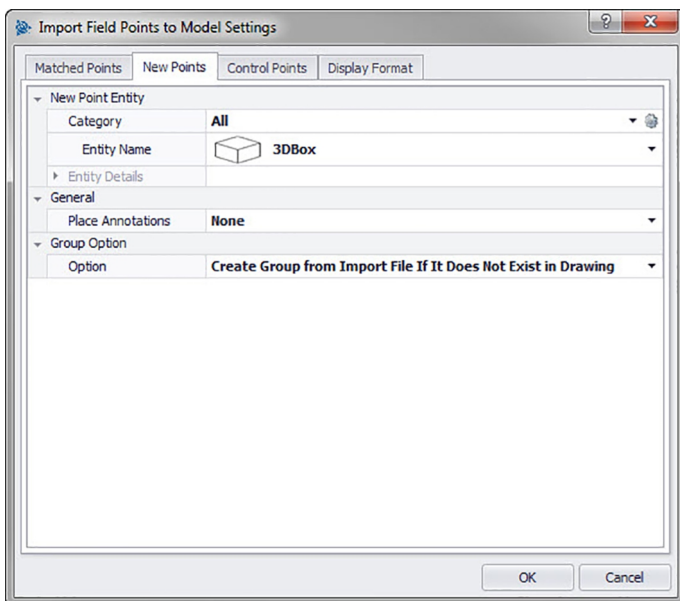 Import Field Points to Model Settings
Matched Points New Points Control Points Display Format
New Point Entity
Category All
Entity Name 3DBox
Entity Details
General
Place Annotations None
Group Option
Option Create Group from Import File If It Does Not Exist in Drawing
OK Cancel